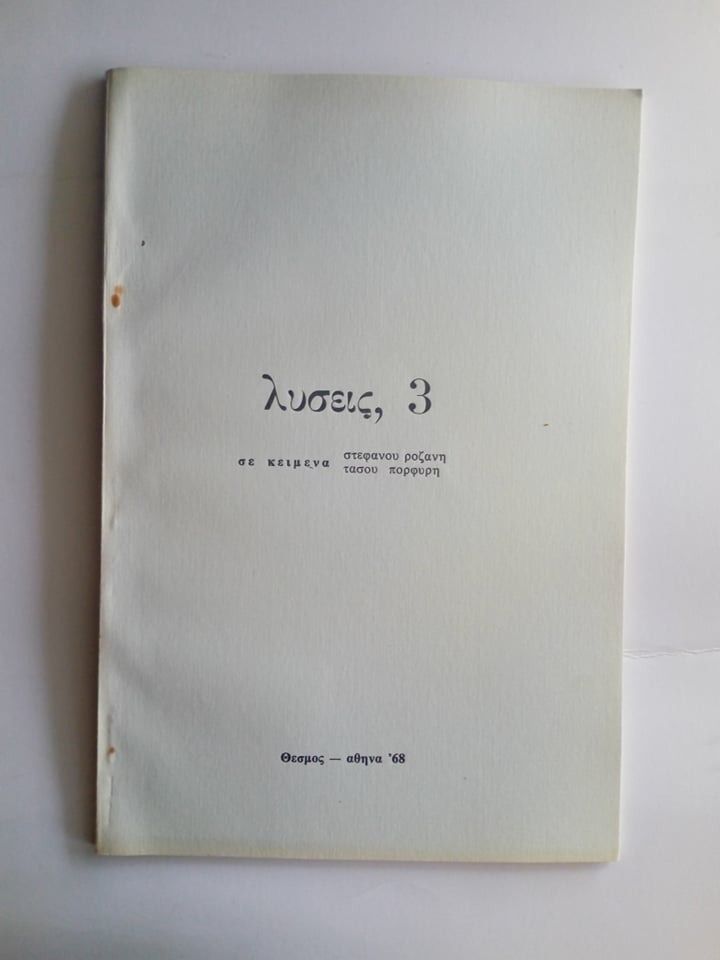 λυσεις, 3
σε κειμενα στεφανου ροζανη
τασου πορφυρη
Θεσμος — αθηνα '68